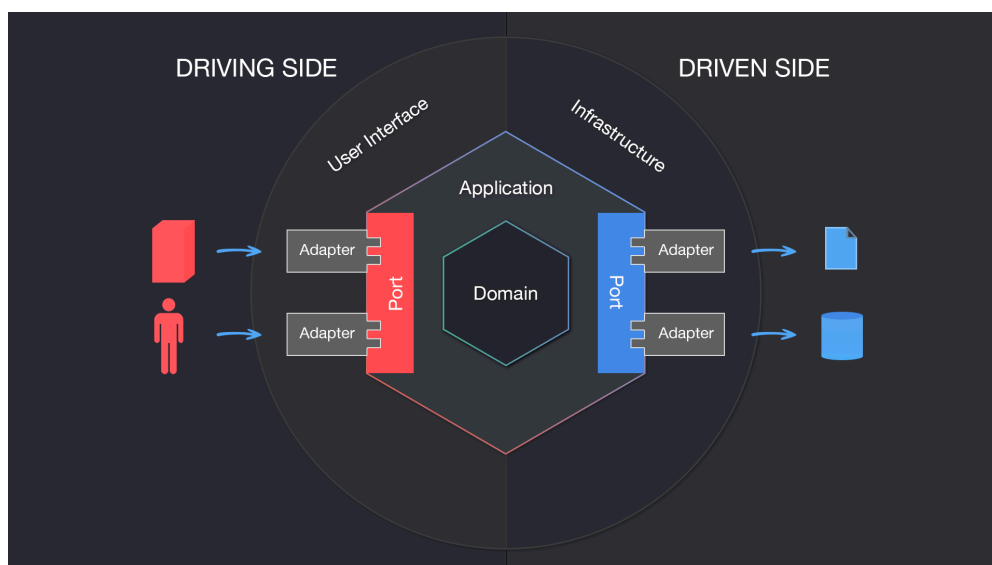 DRIVING SIDE
DRIVEN SIDE
User Interface
Infrastructure
Application
Adapter
Adapter
Port
Domain
Port
Adapter
Adapter